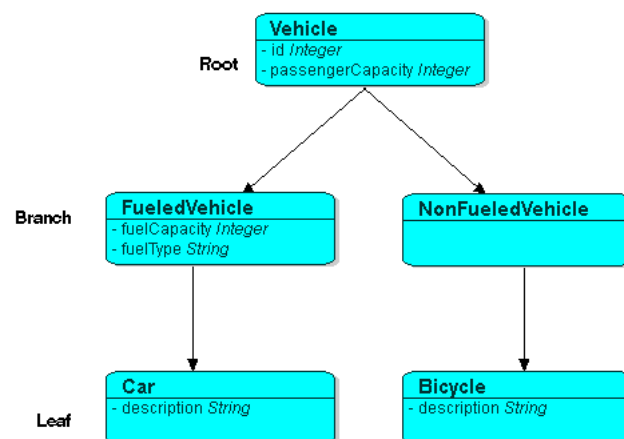 Vehicle
- id Integer
- passengerCapacity Integer
Root
FueledVehicle
- fuelCapacity Integer
- fuelType String
NonFueledVehicle
Branch
Car
- description String
Bicycle
- description String
Leaf